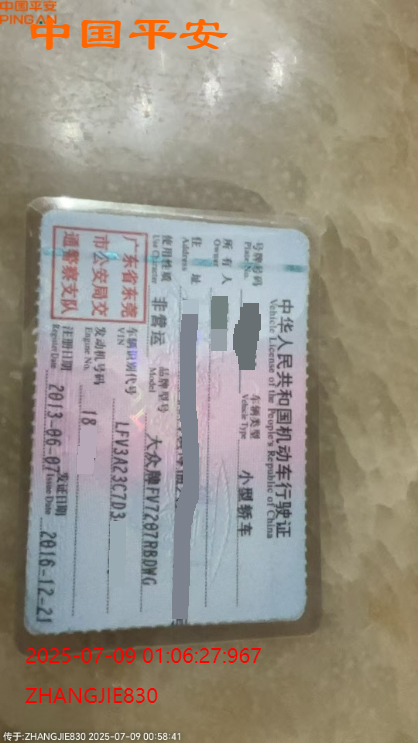 中国平安
PING AN
中国平安
中华人民共和国机动车行驶证
Vehicle License of the People's Republic of China
号牌号码
Plate No.
车辆类型
Vehicle Type
小型轿车
所有人
Owner
住址
Address
使用性质
Use Character
非营运
品牌型号
Model
大众牌FV7207RBDWG
车辆识别代号
VIN
LFV3A23C7D3
发动机号码
Engine No.
18
注册日期
Register Date
2013-06-07
发证日期
Issue Date
2016-12-21
广东省东莞
市公安局交
通警察支队
2025-07-09 01:06:27:967
ZHANGJIE830
传于:ZHANGJIE830 2025-07-09 00:58:41